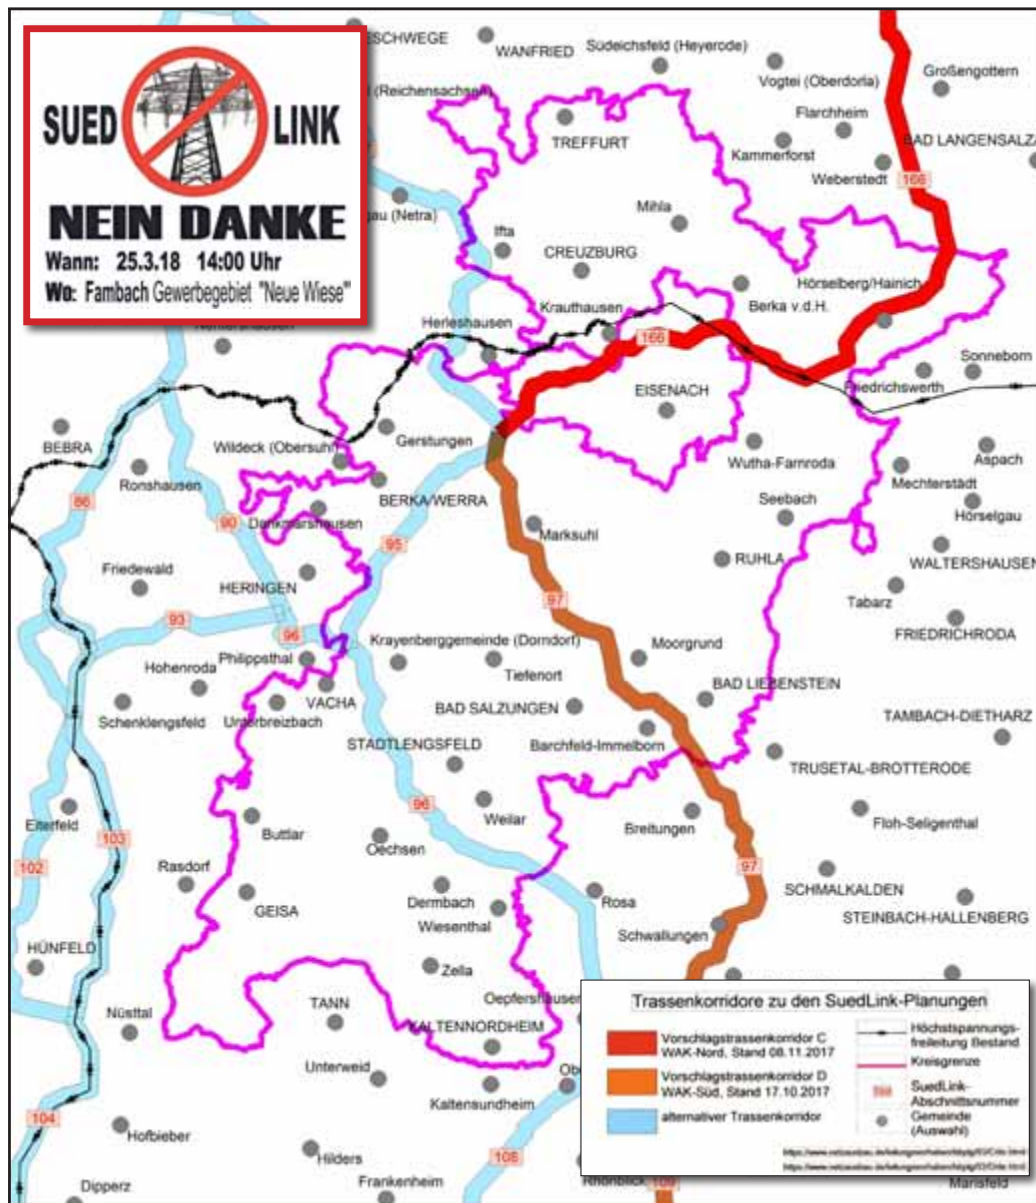 SUED LINK
NEIN DANKE
Wann: 25.3.18 14:00 Uhr
Wo: Fambach Gewerbegebiet "Neue Wiese"
ESCHWEGE
WANFRIED
Südeichsfeld (Heyerode)
Vogtei (Oberdorla)
Großengottern
(Reichensachsen)
TREFFURT
Flarchheim
Kammerforst
BAD LANGENSALZA
Weberstedt
166
(Netra)
Mihla
Ifta
CREUZBURG
Hörselberg/Hainich
Krauthausen
Berka v.d.H.
Herleshausen
166
Sonneborn
Friedrichswerth
EISENACH
BEBRA
Gerstungen
Wildeck (Obersuhl)
Wutha-Farnroda
Aspach
Ronshausen
Mechterstädt
86
BERKA/WERRA
Seebach
Hörselgau
Dankmarshausen
90
Marksuhl
95
RUHLA
WALTERSHAUSEN
Friedewald
HERINGEN
Tabarz
97
FRIEDRICHRODA
93
96
Krayenberggemeinde (Dorndorf)
Moorgrund
Hohenroda
Philippsthal
Tiefenort
BAD LIEBENSTEIN
Schenklengsfeld
Unterbreizbach
VACHA
BAD SALZUNGEN
TAMBACH-DIETHARZ
STADTLENGSFELD
Barchfeld-Immelborn
TRUSETAL-BROTTERODE
Eiterfeld
Buttlar
96
Weilar
Breitungen
Floh-Seligenthal
103
Oechsen
102
Rasdorf
97
SCHMALKALDEN
GEISA
Dermbach
Rosa
STEINBACH-HALLENBERG
Wiesenthal
Schwallungen
HÜNFELD
Zella
Nüsttal
TANN
Oepfershausen
KALTENNORDHEIM
Unterweid
Kaltensundheim
104
Hofbieber
Hilders
108
Frankenheim
Dipperz
109
Trassenkorridore zu den SuedLink-Planungen
Vorschlagstrassenkorridor C
WAK-Nord, Stand 08.11.2017
Vorschlagstrassenkorridor D
WAK-Süd, Stand 17.10.2017
alternativer Trassenkorridor
Höchstspannungs-
freileitung Bestand
Kreisgrenze
SuedLink-
Abschnittsnummer
Gemeinde
(Auswahl)